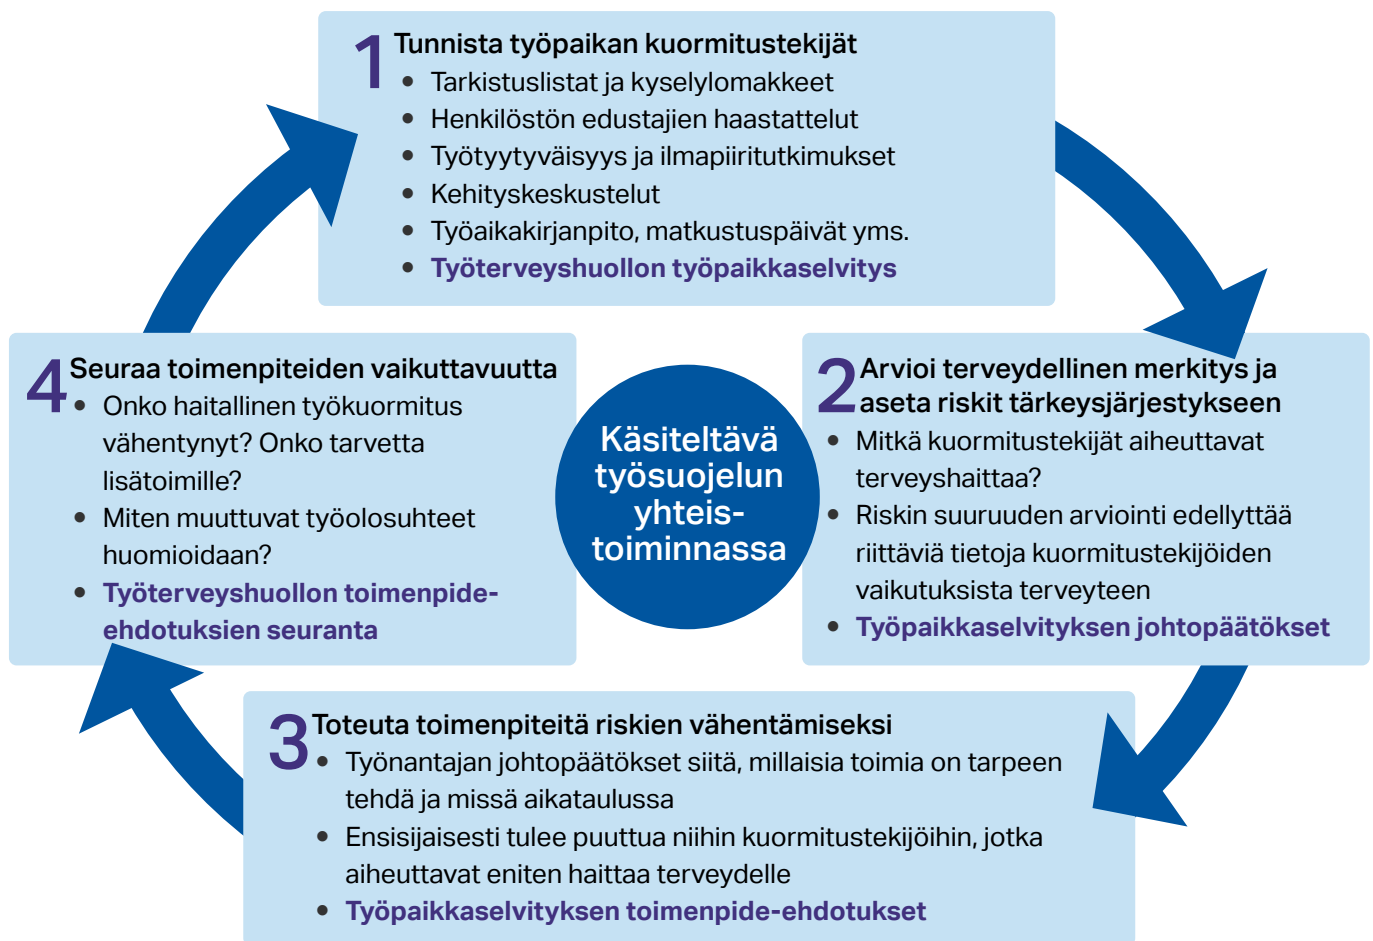 1 Tunnista työpaikan kuormitustekijät
• Tarkistuslistat ja kyselylomakkeet
• Henkilöstön edustajien haastattelut
• Työtyytyväisyys ja ilmapiiritutkimukset
• Kehityskeskustelut
• Työaikakirjanpito, matkustuspäivät yms.
• Työterveyshuollon työpaikkaselvitys
2 Arvioi terveydellinen merkitys ja
aseta riskit tärkeysjärjestykseen
• Mitkä kuormitustekijät aiheuttavat
terveyshaittaa?
• Riskin suuruuden arviointi edellyttää
riittäviä tietoja kuormitustekijöiden
vaikutuksista terveyteen
• Työpaikkaselvityksen johtopäätökset
3 Toteuta toimenpiteitä riskien vähentämiseksi
• Työnantajan johtopäätökset siitä, millaisia toimia on tarpeen
tehdä ja missä aikataulussa
• Ensisijaisesti tulee puuttua niihin kuormitustekijöihin, jotka
aiheuttavat eniten haittaa terveydelle
• Työpaikkaselvityksen toimenpide-ehdotukset
4 Seuraa toimenpiteiden vaikuttavuutta
• Onko haitallinen työkuormitus
vähentynyt? Onko tarvetta
lisätoimille?
• Miten muuttuvat työolosuhteet
huomioidaan?
• Työterveyshuollon toimenpide-
ehdotuksien seuranta
Käsiteltävä
työsuojelun
yhteis-
toiminnassa